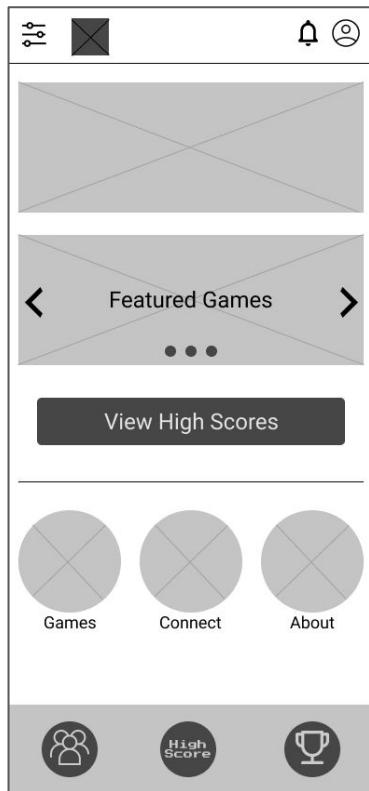 Featured Games
View High Scores
Games
Connect
About
High
Score